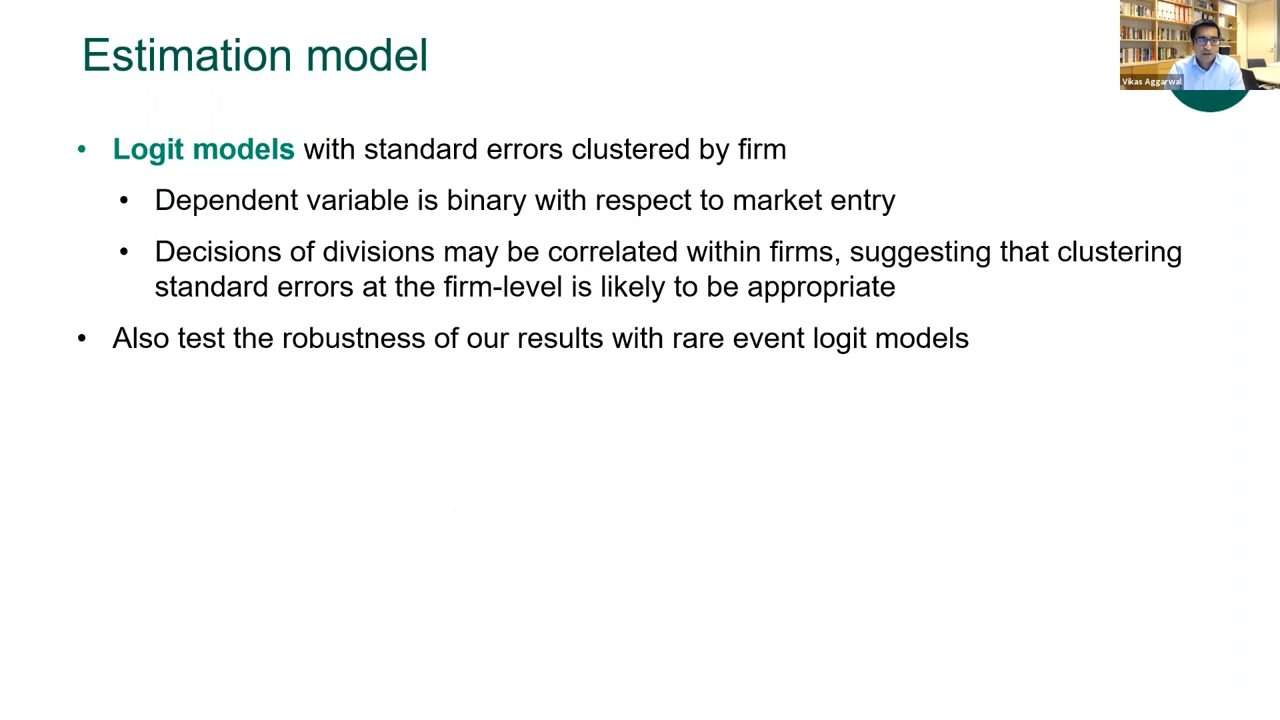 Estimation model
Vikas Aggarwal
• Logit models with standard errors clustered by firm
• Dependent variable is binary with respect to market entry
• Decisions of divisions may be correlated within firms, suggesting that clustering
standard errors at the firm-level is likely to be appropriate
• Also test the robustness of our results with rare event logit models